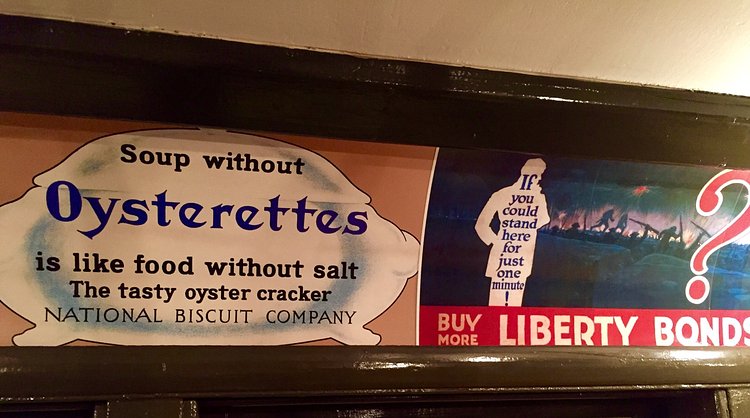 Soup without
Oysterettes
is like food without salt
The tasty oyster cracker
NATIONAL BISCUIT COMPANY
If
you
could
stand
here
for
just
one
minute
!
?
BUY
MORE
LIBERTY BONDS